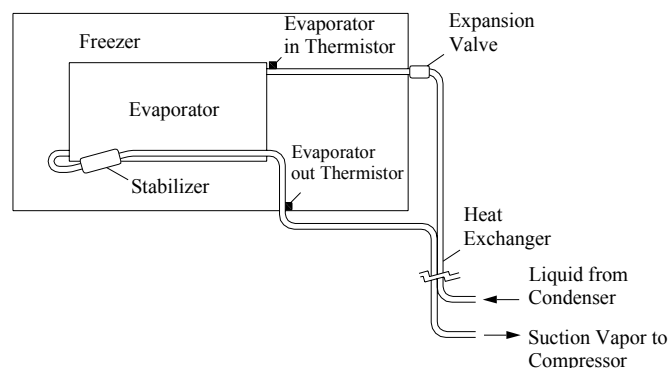 Freezer
Evaporator
in Thermistor
Expansion
Valve
Evaporator
Evaporator
out Thermistor
Stabilizer
Heat
Exchanger
Liquid from
Condenser
Suction Vapor to
Compressor